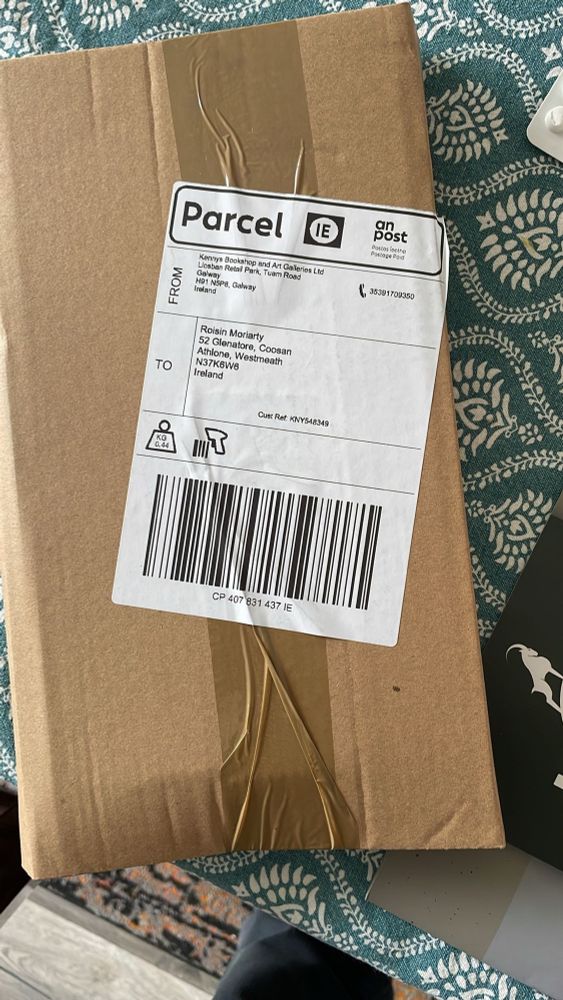 Parcel
IE
an
post
Postas íoctha
Postage Paid
FROM
Kennys Bookshop and Art Galleries Ltd
Liosban Retail Park, Tuam Road
Galway
H91 N5P8, Galway
Ireland
35391709350
TO
Roisin Moriarty
52 Glenatore, Coosan
Athlone, Westmeath
N37K6W6
Ireland
Cust Ref: KNY548349
KG
0.44
CP 407 831 437 IE